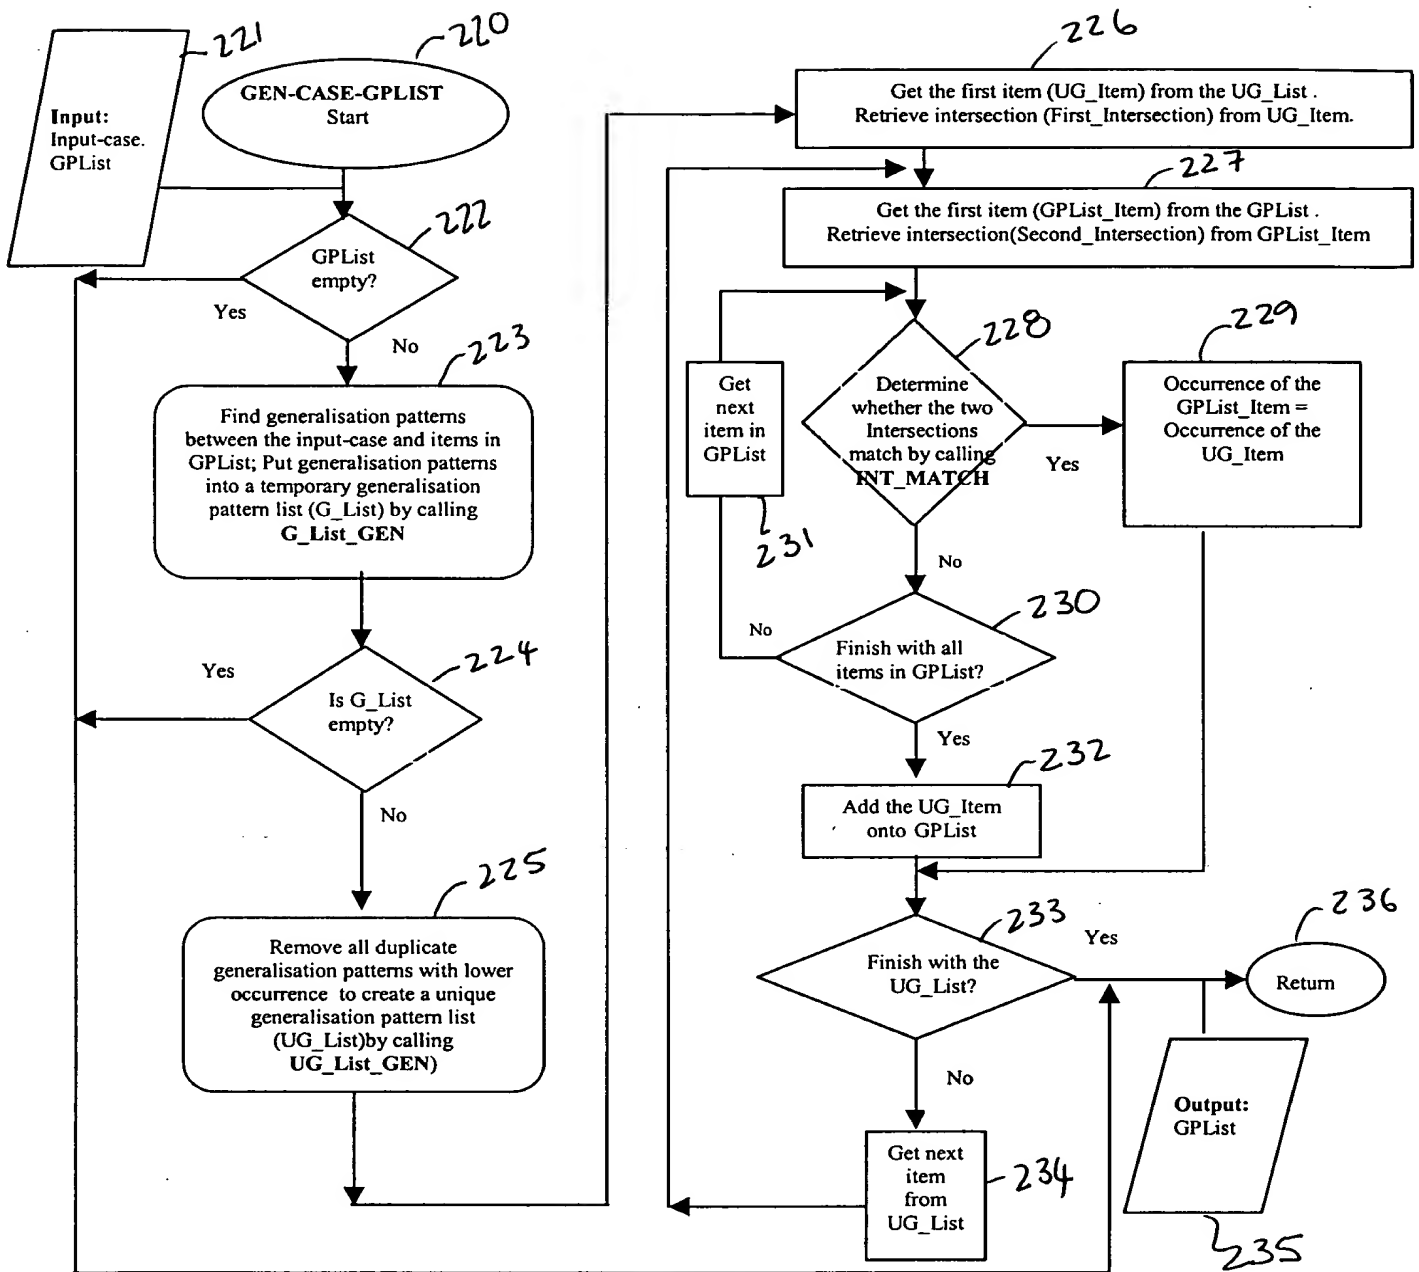 221
220
Input:
Input-case.
GPList
GEN-CASE-GPLIST
Start
222
GPList
empty?
Yes
No
223
Find generalisation patterns
between the input-case and items in
GPList; Put generalisation patterns
into a temporary generalisation
pattern list (G_List) by calling
G_List_GEN
224
Yes
Is G_List
empty?
No
225
Remove all duplicate
generalisation patterns with lower
occurrence to create a unique
generalisation pattern list
(UG_List)by calling
UG_List_GEN)
226
Get the first item (UG_Item) from the UG_List .
Retrieve intersection (First_Intersection) from UG_Item.
227
Get the first item (GPList_Item) from the GPList .
Retrieve intersection(Second_Intersection) from GPList_Item
228
Determine
whether the two
Intersections
match by calling
INT_MATCH
Yes
No
229
Occurrence of the
GPList_Item =
Occurrence of the
UG_Item
Get
next
item in
GPList
231
230
No
Finish with all
items in GPList?
Yes
232
Add the UG_Item
onto GPList
233
Yes
Finish with the
UG_List?
No
236
Return
Output:
GPList
235
Get next
item
from
UG_List
234